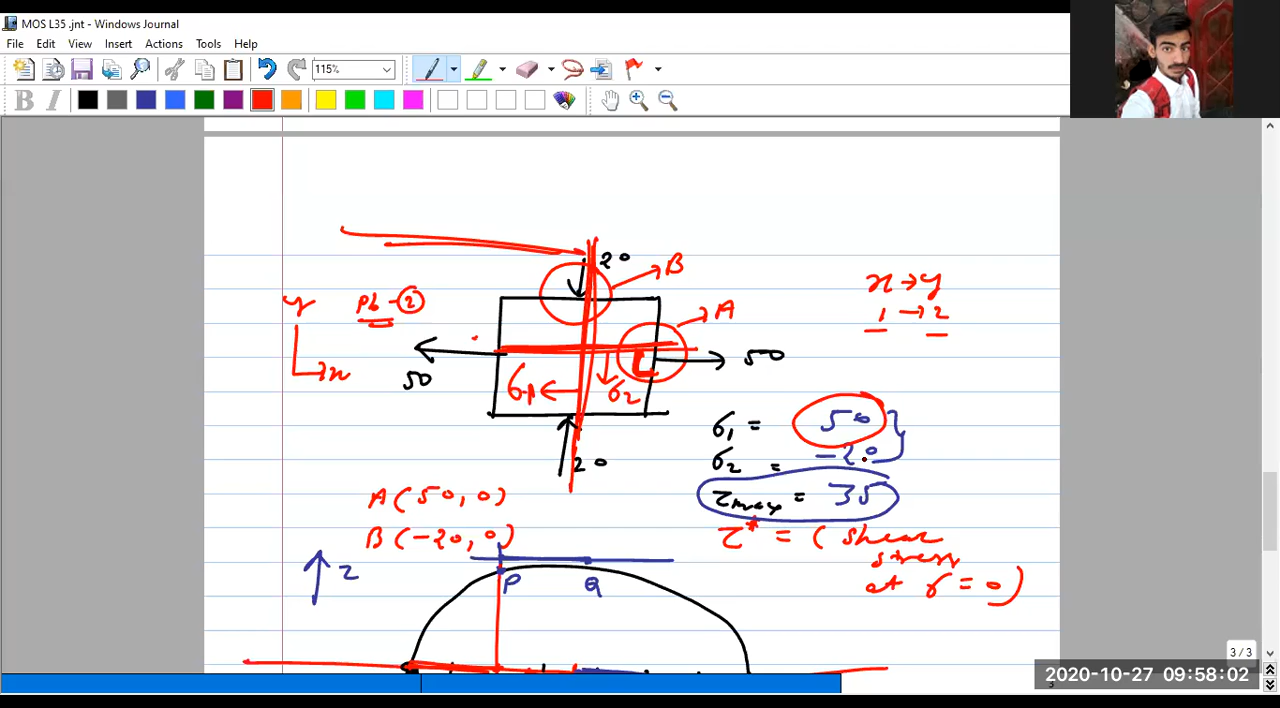 MOS L35 .jnt - Windows Journal
File Edit View Insert Actions Tools Help
115%
B I
20
B
x → y
1 → 2
y
Pb - ②
A
x
50
50
σ1
σ2
σ1 = 50
σ2 = -20
20
τmax = 35
A(50,0)
B(-20,0)
τ* = (shear
stress
at σ = 0)
τ
P
Q
3 / 3
2020-10-27 09:58:02